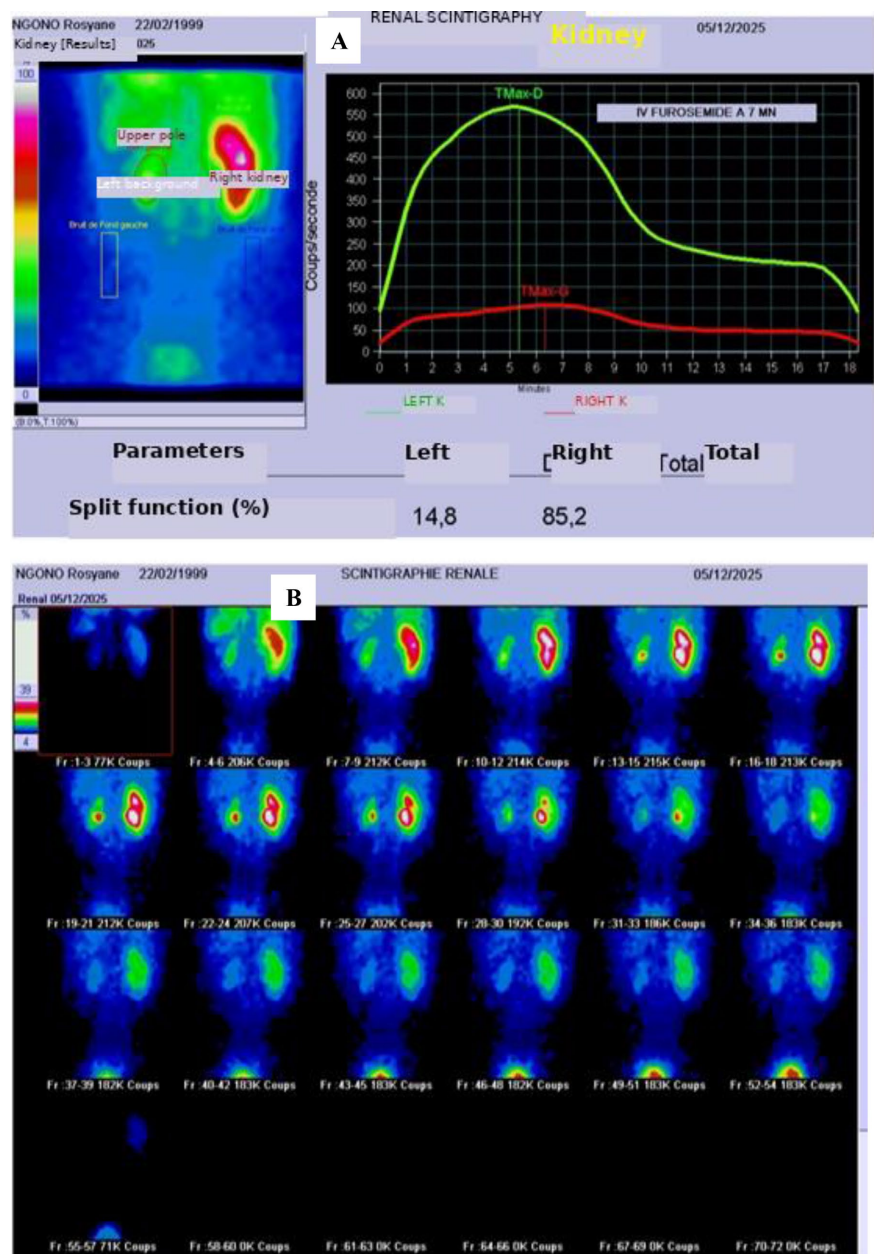 NGONO Rosyane 22/02/1999 RENAL SCINTIGRAPHY 05/12/2025
Kidney [Results] 025
A
Kidney
100
0
Upper pole
Left background
Right kidney
Bruit de Fond gauche
(B:0%,T:100%)
Coups/seconde
600
550
500
450
400
350
300
250
200
150
100
50
0
TMax-D
IV FUROSEMIDE A 7 MN
TMax-G
0 1 2 3 4 5 6 7 8 9 10 11 12 13 14 15 16 17 18
Minutes
LEFT K RIGHT K
Parameters Left Right Total Total
Split function (%) 14,8 85,2
NGONO Rosyane 22/02/1999 SCINTIGRAPHIE RENALE 05/12/2025
B
Renal 05/12/2025
%
39
4
Fr :1-3 77K Coups Fr :4-6 206K Coups Fr :7-9 212K Coups Fr :10-12 214K Coups Fr :13-15 215K Coups Fr :16-18 213K Coups
Fr :19-21 212K Coups Fr :22-24 207K Coups Fr :25-27 202K Coups Fr :28-30 192K Coups Fr :31-33 186K Coups Fr :34-36 183K Coups
Fr :37-39 182K Coups Fr :40-42 183K Coups Fr :43-45 183K Coups Fr :46-48 182K Coups Fr :49-51 183K Coups Fr :52-54 183K Coups
Fr :55-57 71K Coups Fr :58-60 0K Coups Fr :61-63 0K Coups Fr :64-66 0K Coups Fr :67-69 0K Coups Fr :70-72 0K Coups